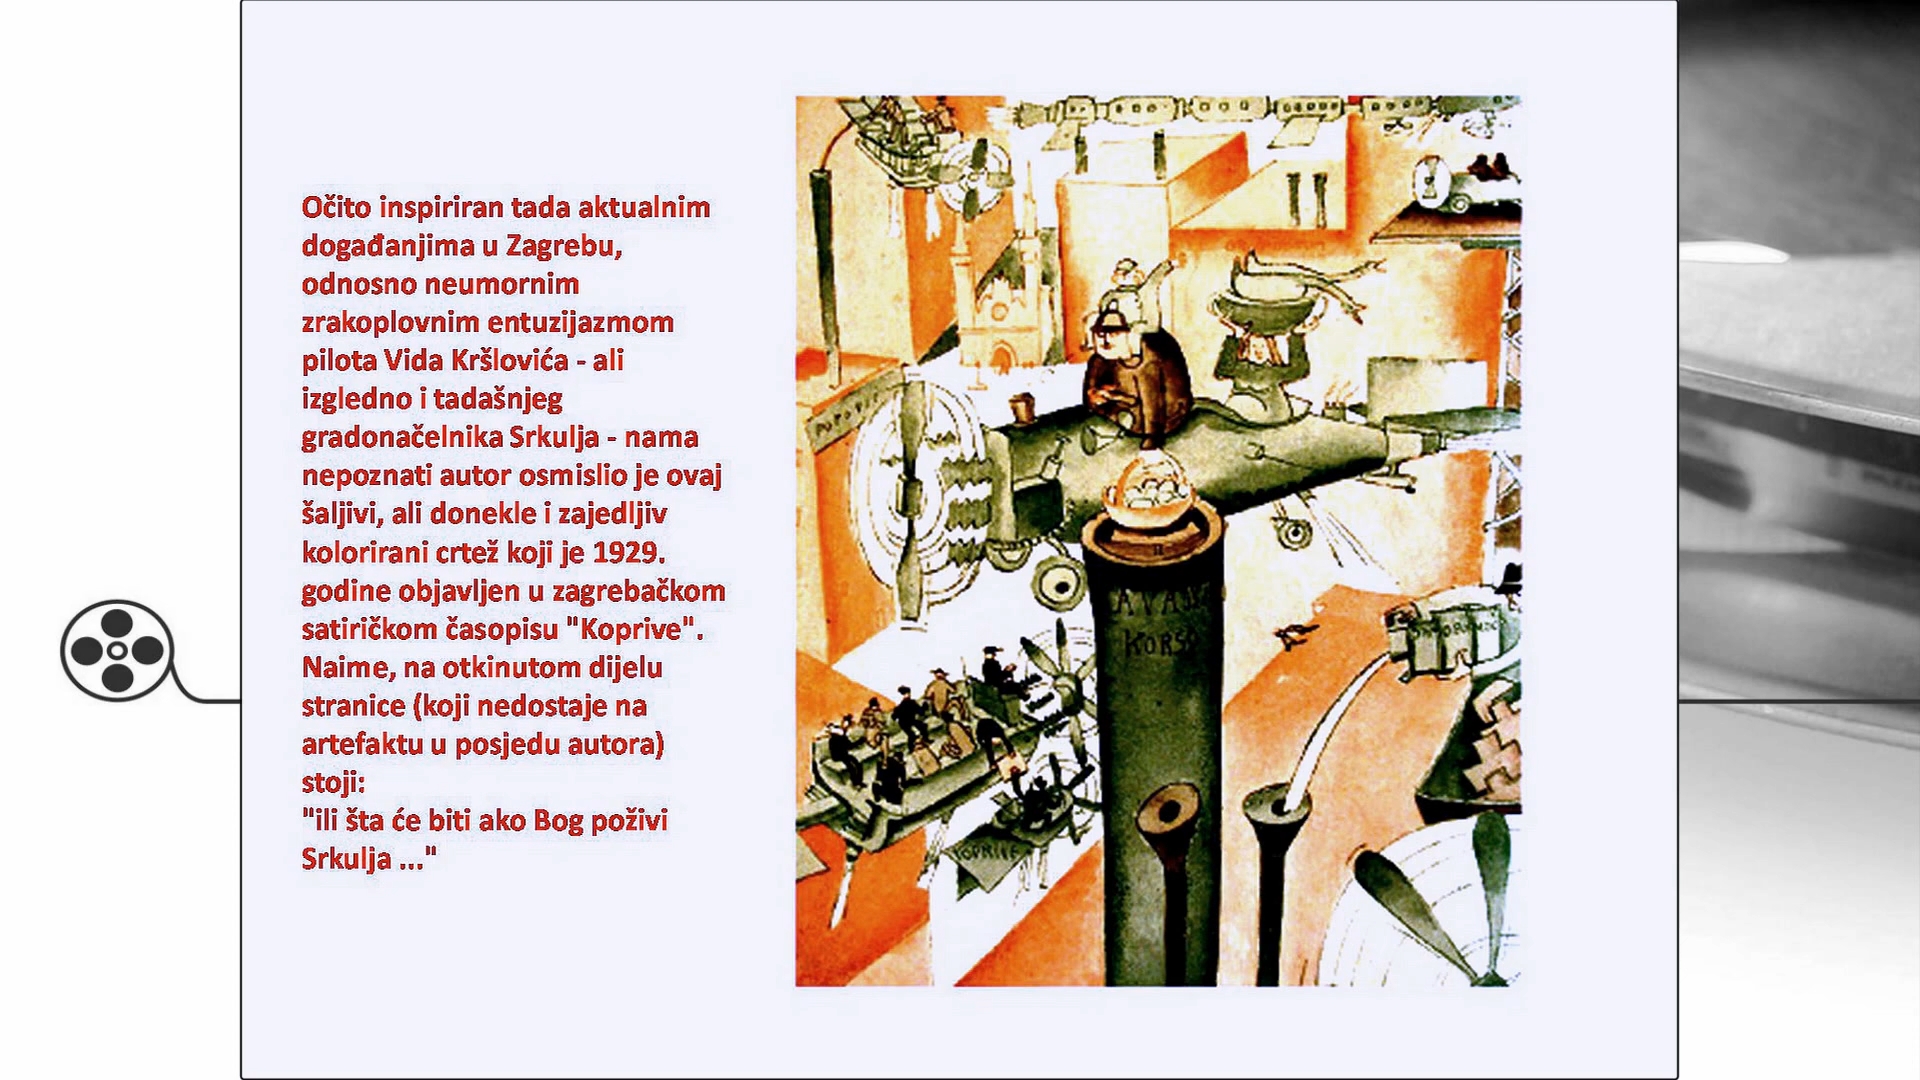 Očito inspiriran tada aktualnim
događanjima u Zagrebu,
odnosno neumornim
zrakoplovnim entuzijazmom
pilota Vida Kršlovića - ali
izgledno i tadašnjeg
gradonačelnika Srkulja - nama
nepoznati autor osmislio je ovaj
šaljivi, ali donekle i zajedljiv
kolorirani crtež koji je 1929.
godine objavljen u zagrebačkom
satiričkom časopisu "Koprive".
Naime, na otkinutom dijelu
stranice (koji nedostaje na
artefaktu u posjedu autora)
stoji:
"ili šta će biti ako Bog poživi
Srkulja ..."
KORSO
KOPRIVE